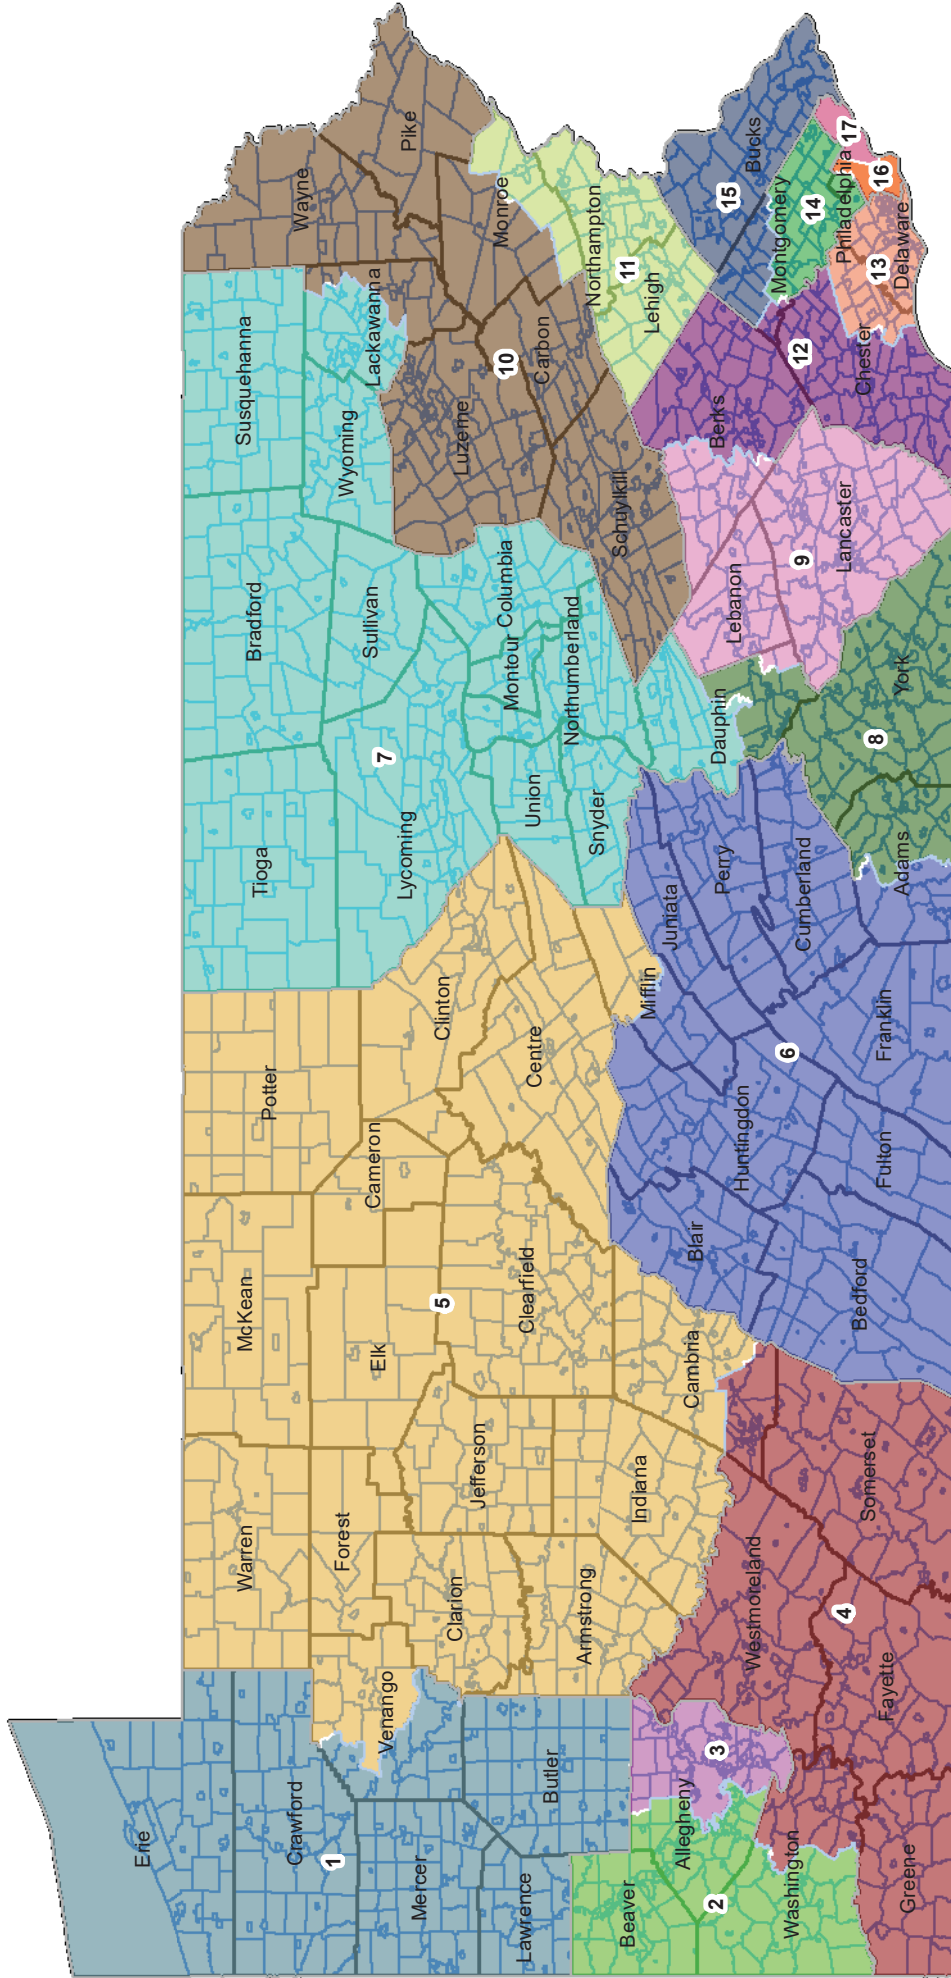 Erie
Crawford
1
Mercer
Lawrence
Butler
Venango
Warren
Forest
Clarion
Armstrong
Jefferson
Indiana
McKean
Elk
5
Clearfield
Cambria
Potter
Cameron
Clinton
Centre
Mifflin
Tioga
Lycoming
7
Bradford
Sullivan
Susquehanna
Wyoming
Lackawanna
Union
Snyder
Montour
Columbia
Northumberland
Dauphin
Wayne
Pike
Monroe
Luzerne
10
Carbon
Schuylkill
Northampton
11
Lehigh
Beaver
2
Allegheny
3
Washington
Westmoreland
4
Fayette
Greene
Somerset
Blair
Huntingdon
6
Bedford
Fulton
Franklin
Juniata
Perry
Cumberland
Adams
8
York
Lebanon
9
Lancaster
Berks
12
Chester
15
Bucks
Montgomery
14
Philadelphia
17
16
13
Delaware